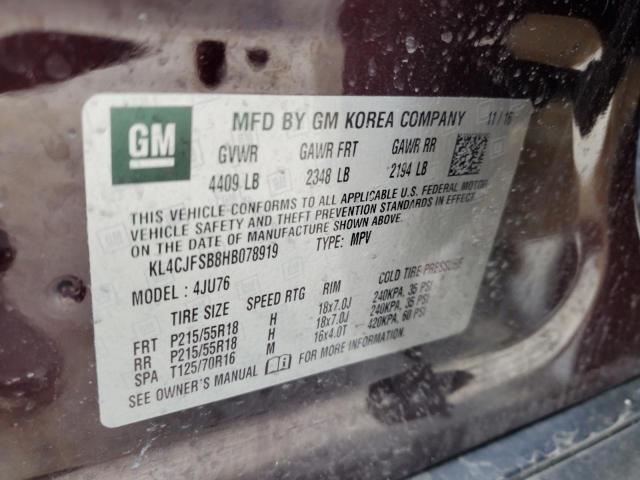 GM
MFD BY GM KOREA COMPANY 11/16
GVWR GAWR FRT GAWR RR
4409 LB 2348 LB 2194 LB
THIS VEHICLE CONFORMS TO ALL APPLICABLE U.S. FEDERAL MOTOR
VEHICLE SAFETY AND THEFT PREVENTION STANDARDS IN EFFECT
ON THE DATE OF MANUFACTURE SHOWN ABOVE.
KL4CJFSB8HB078919 TYPE: MPV
MODEL : 4JU76
TIRE SIZE SPEED RTG RIM COLD TIRE PRESSURE
FRT P215/55R18 H 18x7.0J 240KPA, 35 PSI
RR P215/55R18 H 18x7.0J 240KPA, 35 PSI
SPA T125/70R16 M 16x4.0T 420KPA, 60 PSI
SEE OWNER'S MANUAL FOR MORE INFORMATION.